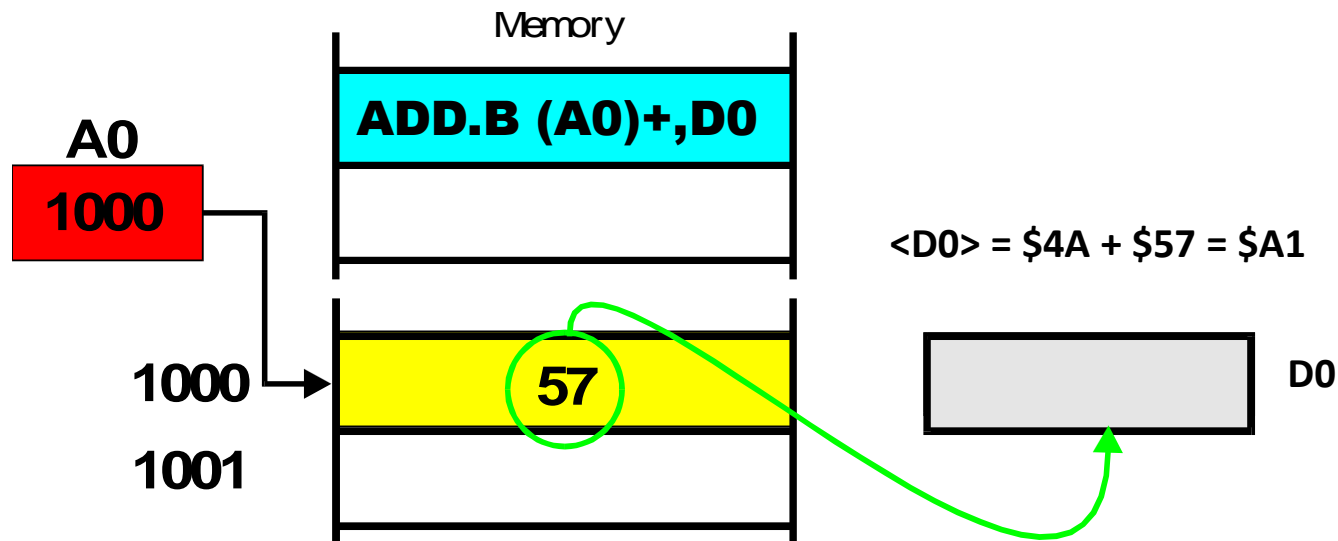 Memory
ADD.B (A0)+,D0
A0
1000
<D0> = $4A + $57 = $A1
1000
57
D0
1001